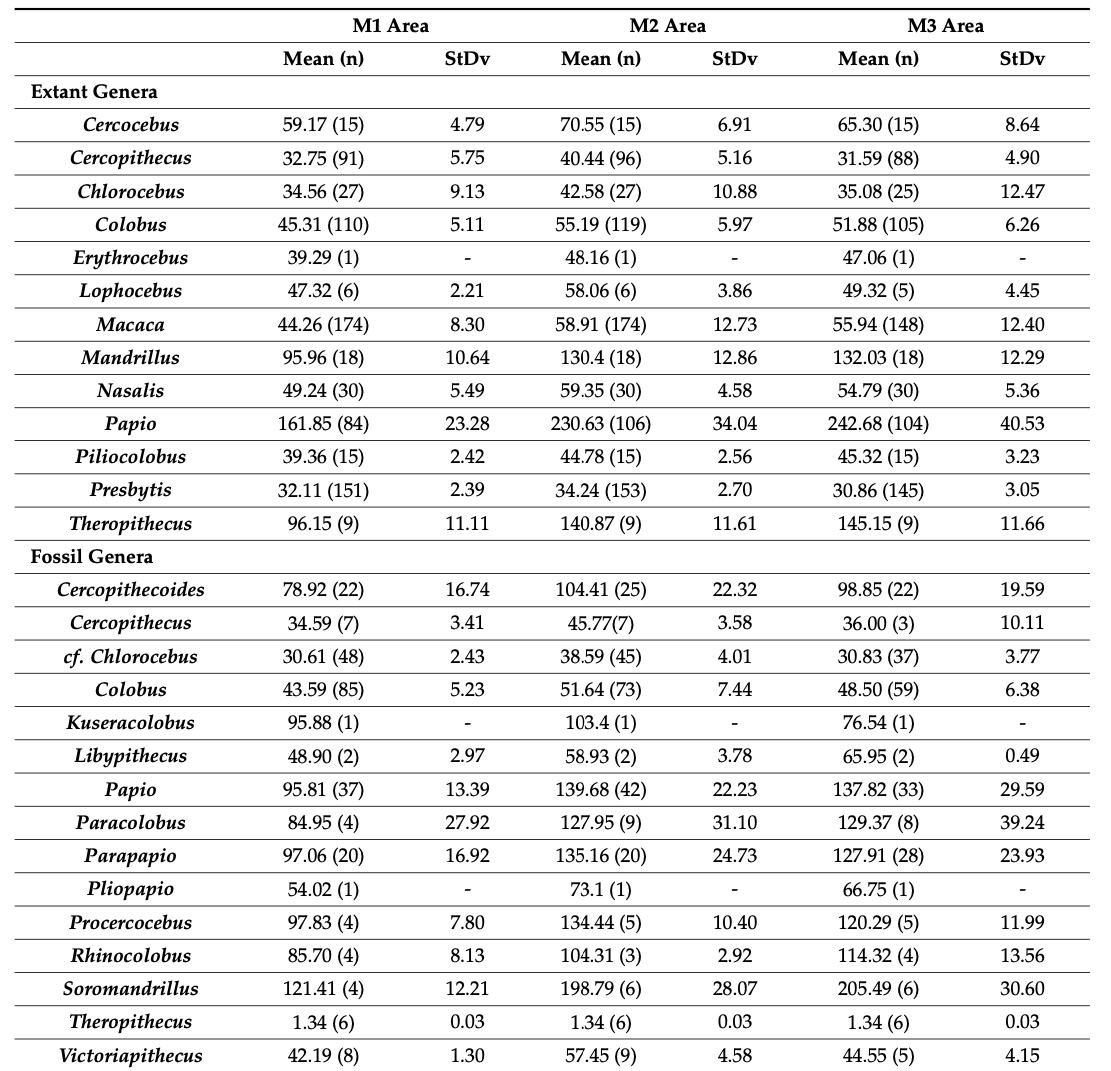 M1 Area M2 Area M3 Area
Mean (n) StDv Mean (n) StDv Mean (n) StDv
Extant Genera
Cercocebus 59.17 (15) 4.79 70.55 (15) 6.91 65.30 (15) 8.64
Cercopithecus 32.75 (91) 5.75 40.44 (96) 5.16 31.59 (88) 4.90
Chlorocebus 34.56 (27) 9.13 42.58 (27) 10.88 35.08 (25) 12.47
Colobus 45.31 (110) 5.11 55.19 (119) 5.97 51.88 (105) 6.26
Erythrocebus 39.29 (1) - 48.16 (1) - 47.06 (1) -
Lophocebus 47.32 (6) 2.21 58.06 (6) 3.86 49.32 (5) 4.45
Macaca 44.26 (174) 8.30 58.91 (174) 12.73 55.94 (148) 12.40
Mandrillus 95.96 (18) 10.64 130.4 (18) 12.86 132.03 (18) 12.29
Nasalis 49.24 (30) 5.49 59.35 (30) 4.58 54.79 (30) 5.36
Papio 161.85 (84) 23.28 230.63 (106) 34.04 242.68 (104) 40.53
Piliocolobus 39.36 (15) 2.42 44.78 (15) 2.56 45.32 (15) 3.23
Presbytis 32.11 (151) 2.39 34.24 (153) 2.70 30.86 (145) 3.05
Theropithecus 96.15 (9) 11.11 140.87 (9) 11.61 145.15 (9) 11.66
Fossil Genera
Cercopithecoides 78.92 (22) 16.74 104.41 (25) 22.32 98.85 (22) 19.59
Cercopithecus 34.59 (7) 3.41 45.77(7) 3.58 36.00 (3) 10.11
cf. Chlorocebus 30.61 (48) 2.43 38.59 (45) 4.01 30.83 (37) 3.77
Colobus 43.59 (85) 5.23 51.64 (73) 7.44 48.50 (59) 6.38
Kuseracolobus 95.88 (1) - 103.4 (1) - 76.54 (1) -
Libypithecus 48.90 (2) 2.97 58.93 (2) 3.78 65.95 (2) 0.49
Papio 95.81 (37) 13.39 139.68 (42) 22.23 137.82 (33) 29.59
Paracolobus 84.95 (4) 27.92 127.95 (9) 31.10 129.37 (8) 39.24
Parapapio 97.06 (20) 16.92 135.16 (20) 24.73 127.91 (28) 23.93
Pliopapio 54.02 (1) - 73.1 (1) - 66.75 (1) -
Procercocebus 97.83 (4) 7.80 134.44 (5) 10.40 120.29 (5) 11.99
Rhinocolobus 85.70 (4) 8.13 104.31 (3) 2.92 114.32 (4) 13.56
Soromandrillus 121.41 (4) 12.21 198.79 (6) 28.07 205.49 (6) 30.60
Theropithecus 1.34 (6) 0.03 1.34 (6) 0.03 1.34 (6) 0.03
Victoriapithecus 42.19 (8) 1.30 57.45 (9) 4.58 44.55 (5) 4.15